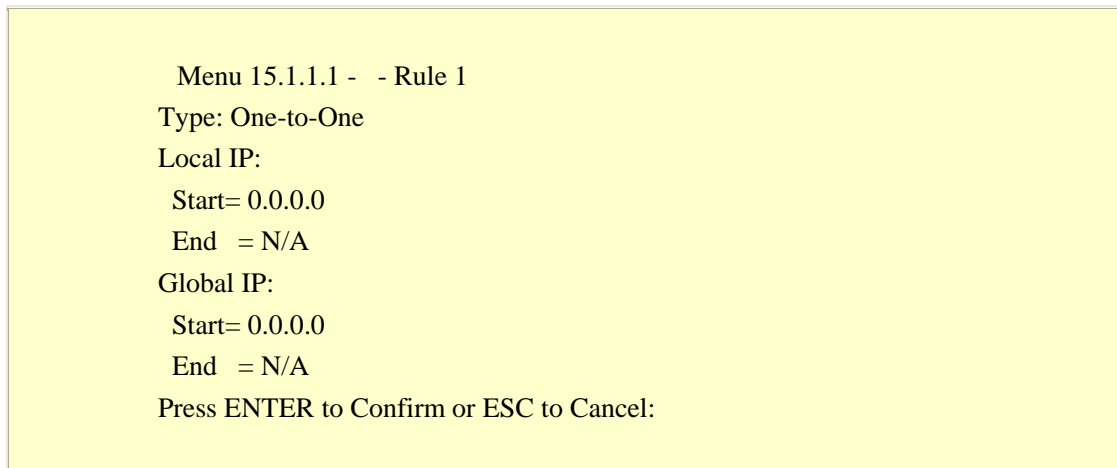 Menu 15.1.1.1 -   - Rule 1
Type: One-to-One
Local IP:
Start= 0.0.0.0
End   = N/A
Global IP:
Start= 0.0.0.0
End   = N/A
Press ENTER to Confirm or ESC to Cancel: